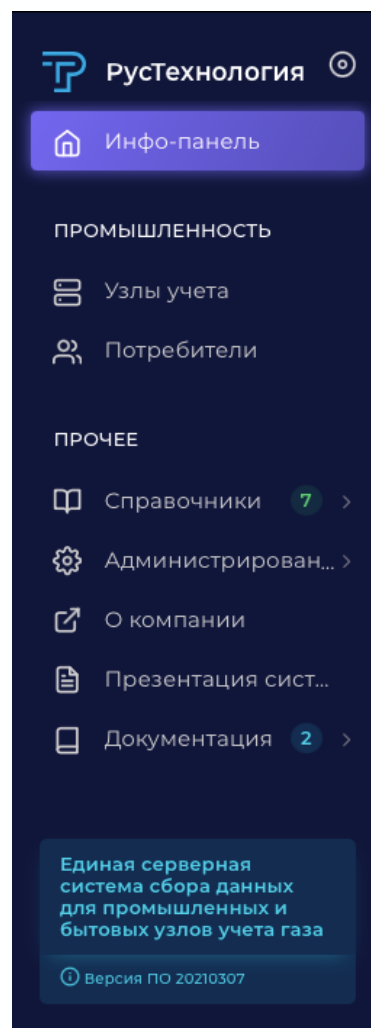 РусТехнология
Инфо-панель
ПРОМЫШЛЕННОСТЬ
Узлы учета
Потребители
ПРОЧЕЕ
Справочники 7
Администрирован...
О компании
Презентация сист...
Документация 2
Единая серверная
система сбора данных
для промышленных и
бытовых узлов учета газа
Версия ПО 20210307